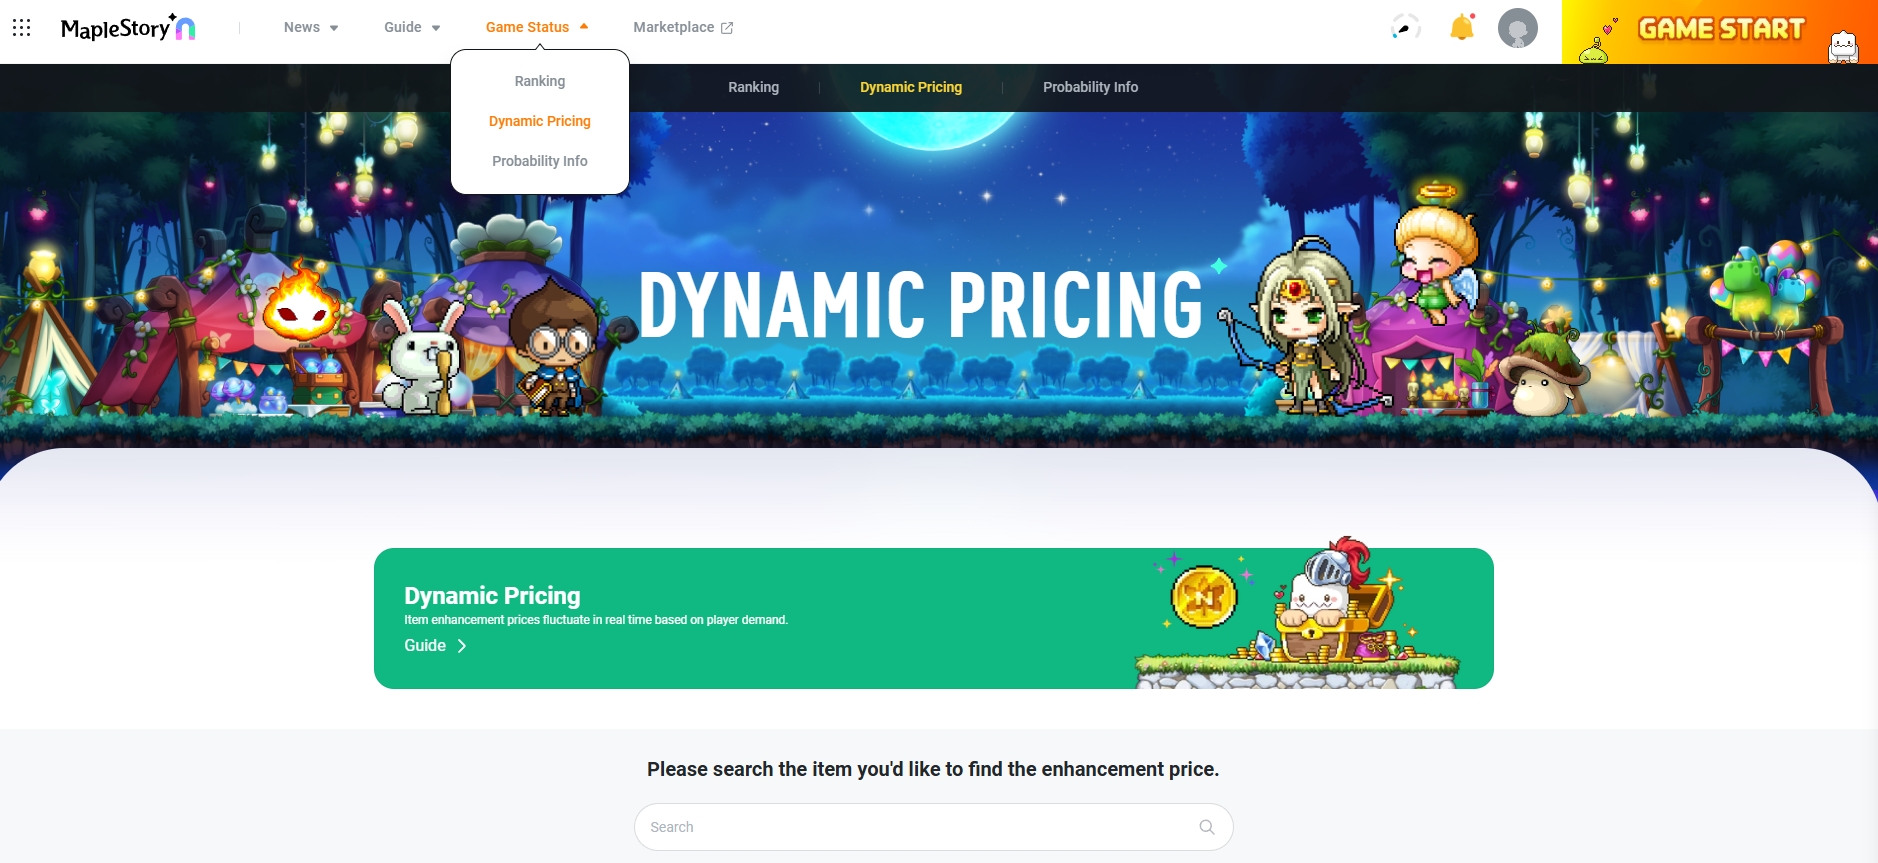 MapleStory n
News
Guide
Game Status
Marketplace
GAME START
Ranking
Dynamic Pricing
Probability Info
Ranking
Dynamic Pricing
Probability Info
DYNAMIC PRICING
Dynamic Pricing
Item enhancement prices fluctuate in real time based on player demand.
Guide
N
Please search the item you'd like to find the enhancement price.
Search